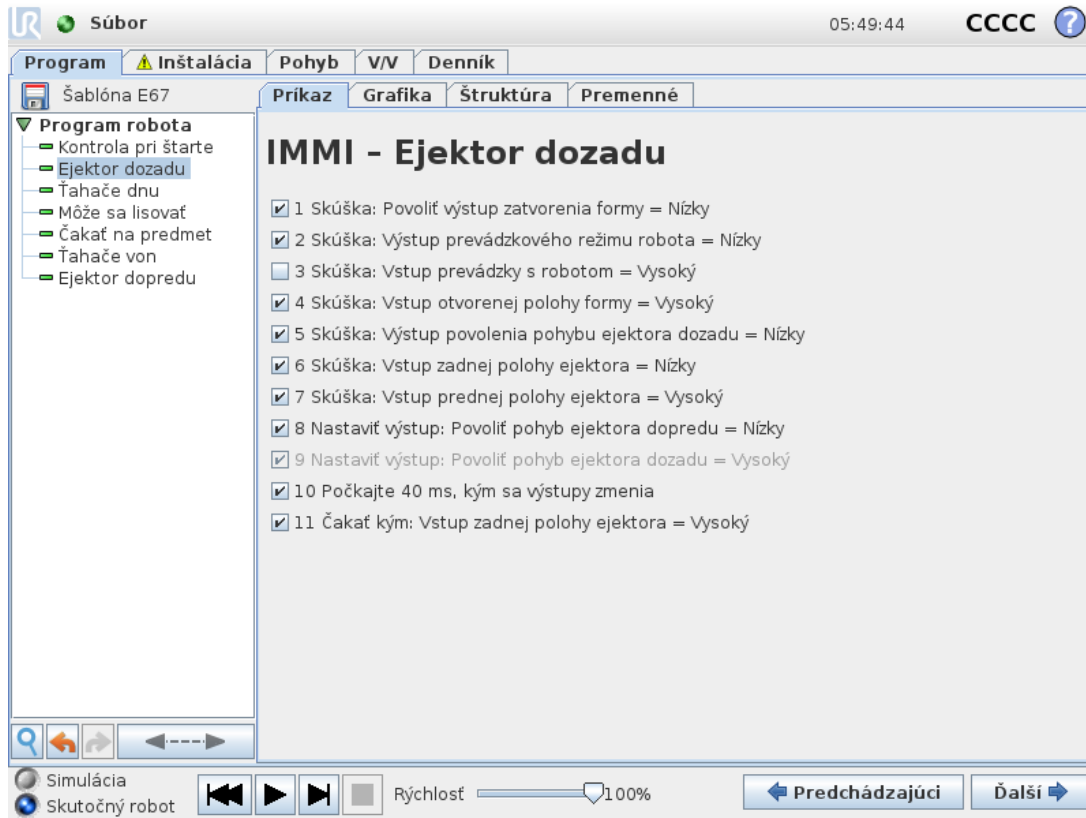 UR Súbor 05:49:44 CCCC ?
Program Inštalácia Pohyb V/V Denník
Šablóna E67 Príkaz Grafika Štruktúra Premenné
Program robota
Kontrola pri štarte
Ejektor dozadu
Ťahače dnu
Môže sa lisovať
Čakať na predmet
Ťahače von
Ejektor dopredu
IMMI – Ejektor dozadu
1 Skúška: Povoliť výstup zatvorenia formy = Nízky
2 Skúška: Výstup prevádzkového režimu robota = Nízky
3 Skúška: Vstup prevádzky s robotom = Vysoký
4 Skúška: Vstup otvorenej polohy formy = Vysoký
5 Skúška: Výstup povolenia pohybu ejektora dozadu = Nízky
6 Skúška: Vstup zadnej polohy ejektora = Nízky
7 Skúška: Vstup prednej polohy ejektora = Vysoký
8 Nastaviť výstup: Povoliť pohyb ejektora dopredu = Nízky
9 Nastaviť výstup: Povoliť pohyb ejektora dozadu = Vysoký
10 Počkajte 40 ms, kým sa výstupy zmenia
11 Čakať kým: Vstup zadnej polohy ejektora = Vysoký
Simulácia
Skutočný robot
Rýchlosť 100% Predchádzajúci Ďalší